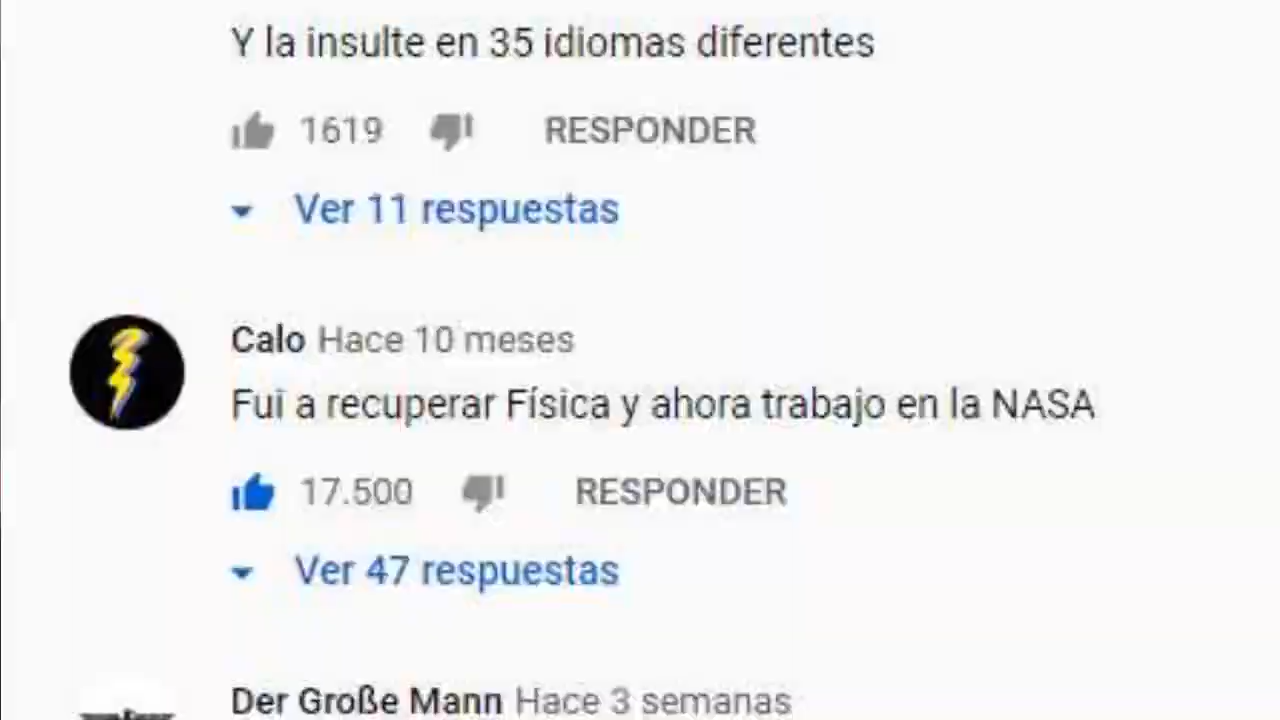 Y la insulte en 35 idiomas diferentes
1619 RESPONDER
Ver 11 respuestas
Calo Hace 10 meses
Fui a recuperar Física y ahora trabajo en la NASA
17.500 RESPONDER
Ver 47 respuestas
Der Große Mann Hace 3 semanas